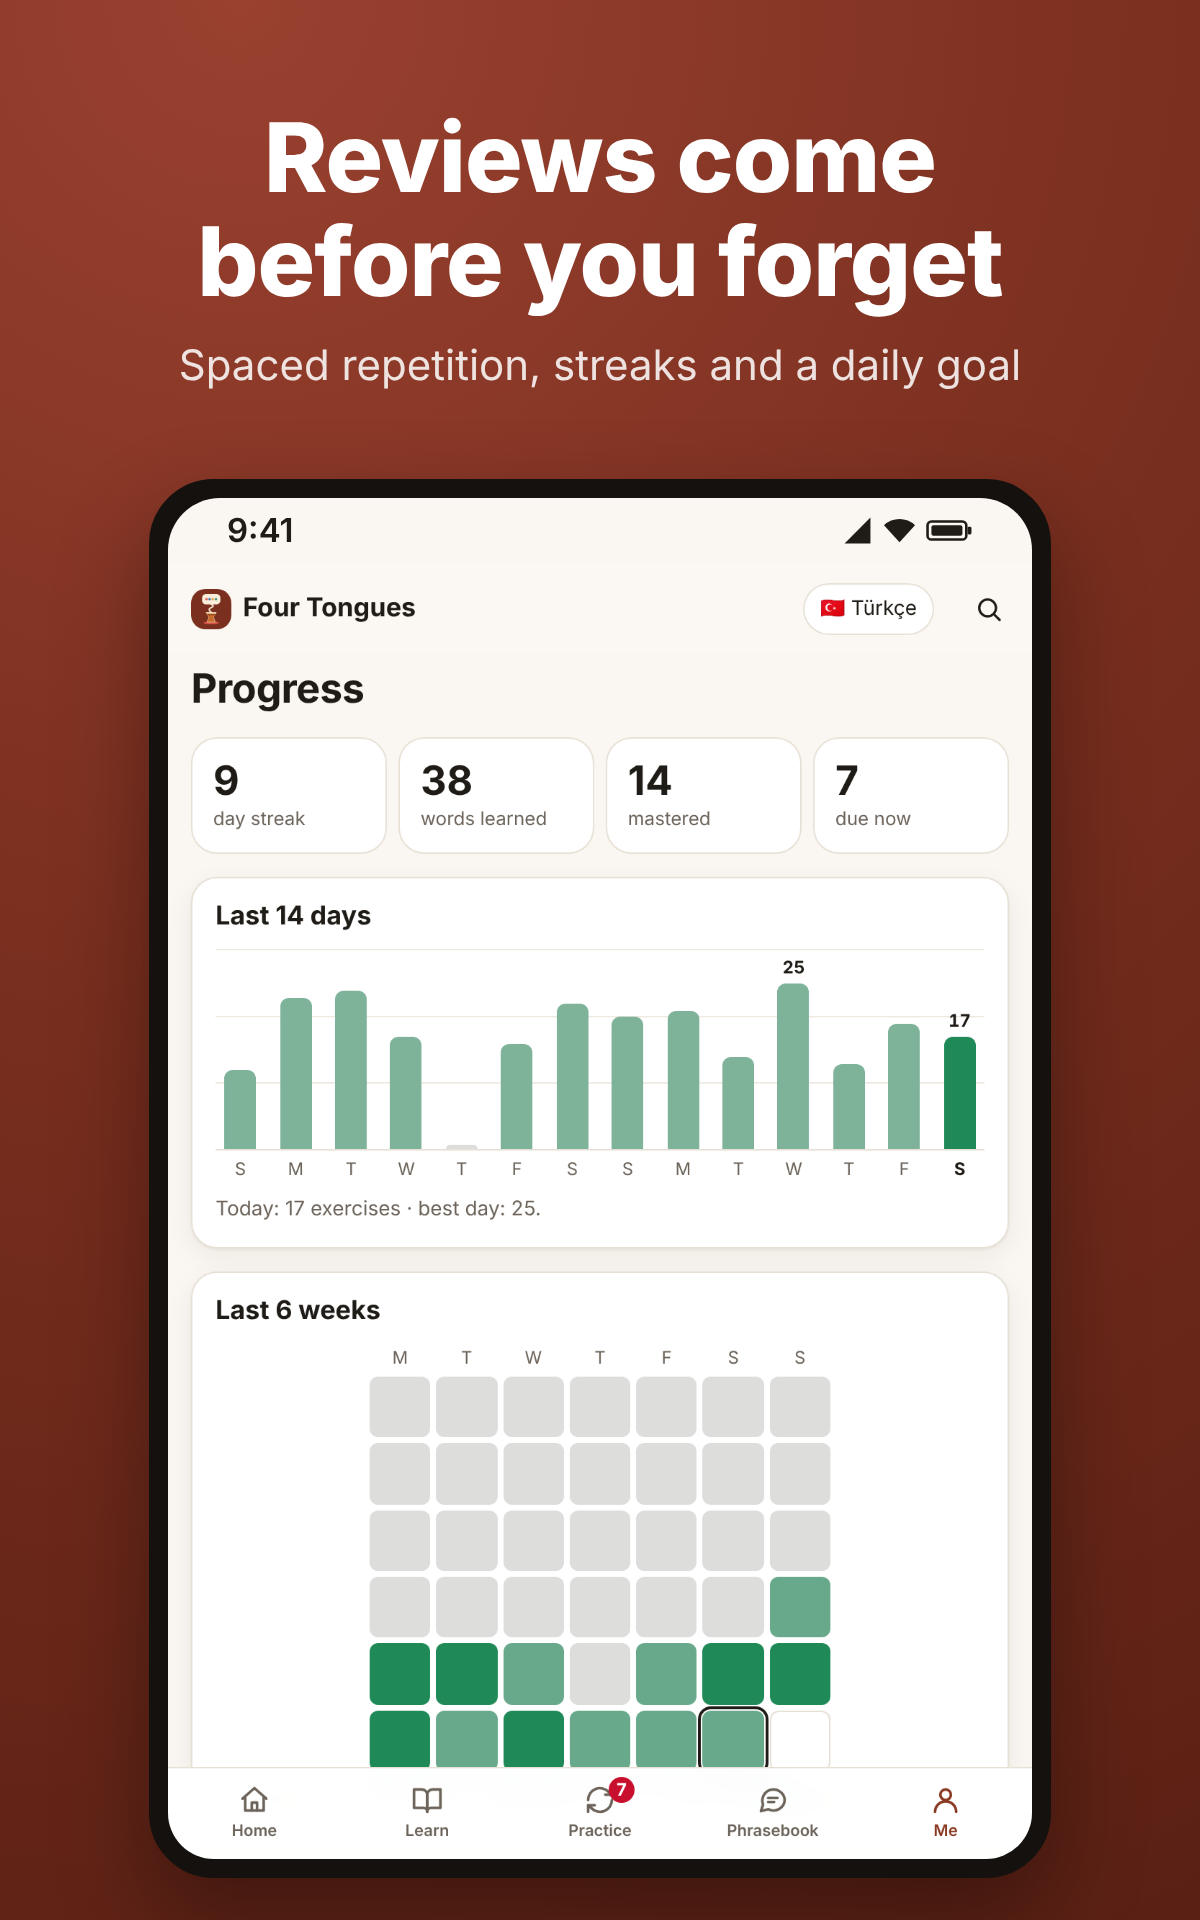 Reviews come
before you forget
Spaced repetition, streaks and a daily goal
9:41
Four Tongues
Türkçe
Progress
9
day streak
38
words learned
14
mastered
7
due now
Last 14 days
25
17
S M T W T F S S M T W T F S
Today: 17 exercises · best day: 25.
Last 6 weeks
M T W T F S S
7
Home Learn Practice Phrasebook Me